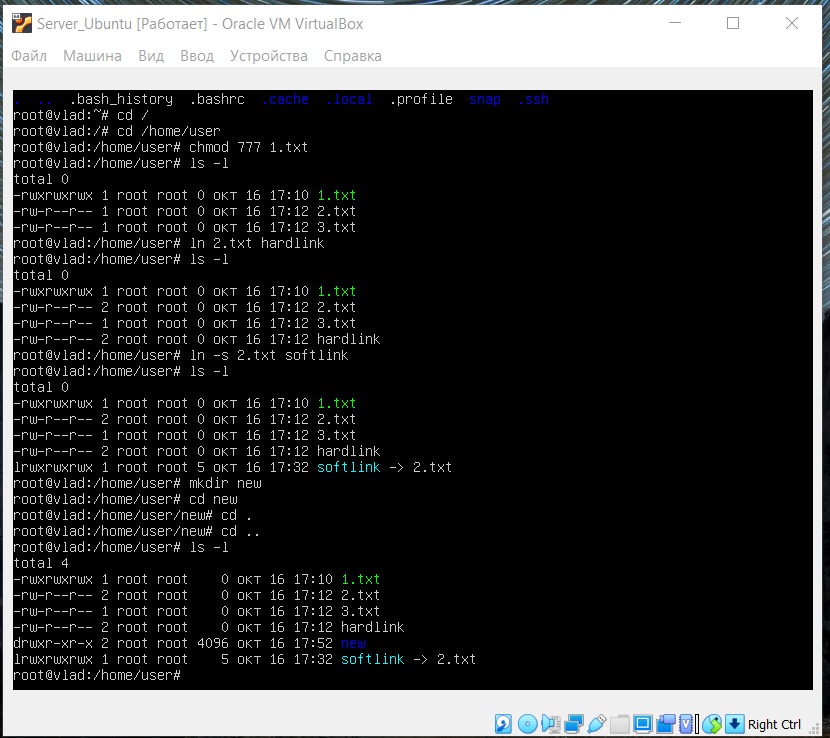 Server_Ubuntu [Работает] - Oracle VM VirtualBox
Файл Машина Вид Ввод Устройства Справка
. .. .bash_history .bashrc .cache .local .profile snap .ssh
root@vlad:~# cd /
root@vlad:/# cd /home/user
root@vlad:/home/user# chmod 777 1.txt
root@vlad:/home/user# ls -l
total 0
-rwxrwxrwx 1 root root 0 окт 16 17:10 1.txt
-rw-r--r-- 1 root root 0 окт 16 17:12 2.txt
-rw-r--r-- 1 root root 0 окт 16 17:12 3.txt
root@vlad:/home/user# ln 2.txt hardlink
root@vlad:/home/user# ls -l
total 0
-rwxrwxrwx 1 root root 0 окт 16 17:10 1.txt
-rw-r--r-- 2 root root 0 окт 16 17:12 2.txt
-rw-r--r-- 1 root root 0 окт 16 17:12 3.txt
-rw-r--r-- 2 root root 0 окт 16 17:12 hardlink
root@vlad:/home/user# ln -s 2.txt softlink
root@vlad:/home/user# ls -l
total 0
-rwxrwxrwx 1 root root 0 окт 16 17:10 1.txt
-rw-r--r-- 2 root root 0 окт 16 17:12 2.txt
-rw-r--r-- 1 root root 0 окт 16 17:12 3.txt
-rw-r--r-- 2 root root 0 окт 16 17:12 hardlink
lrwxrwxrwx 1 root root 5 окт 16 17:32 softlink -> 2.txt
root@vlad:/home/user# mkdir new
root@vlad:/home/user# cd new
root@vlad:/home/user/new# cd .
root@vlad:/home/user/new# cd ..
root@vlad:/home/user# ls -l
total 4
-rwxrwxrwx 1 root root    0 окт 16 17:10 1.txt
-rw-r--r-- 2 root root    0 окт 16 17:12 2.txt
-rw-r--r-- 1 root root    0 окт 16 17:12 3.txt
-rw-r--r-- 2 root root    0 окт 16 17:12 hardlink
drwxr-xr-x 2 root root 4096 окт 16 17:52 new
lrwxrwxrwx 1 root root    5 окт 16 17:32 softlink -> 2.txt
root@vlad:/home/user#
Right Ctrl